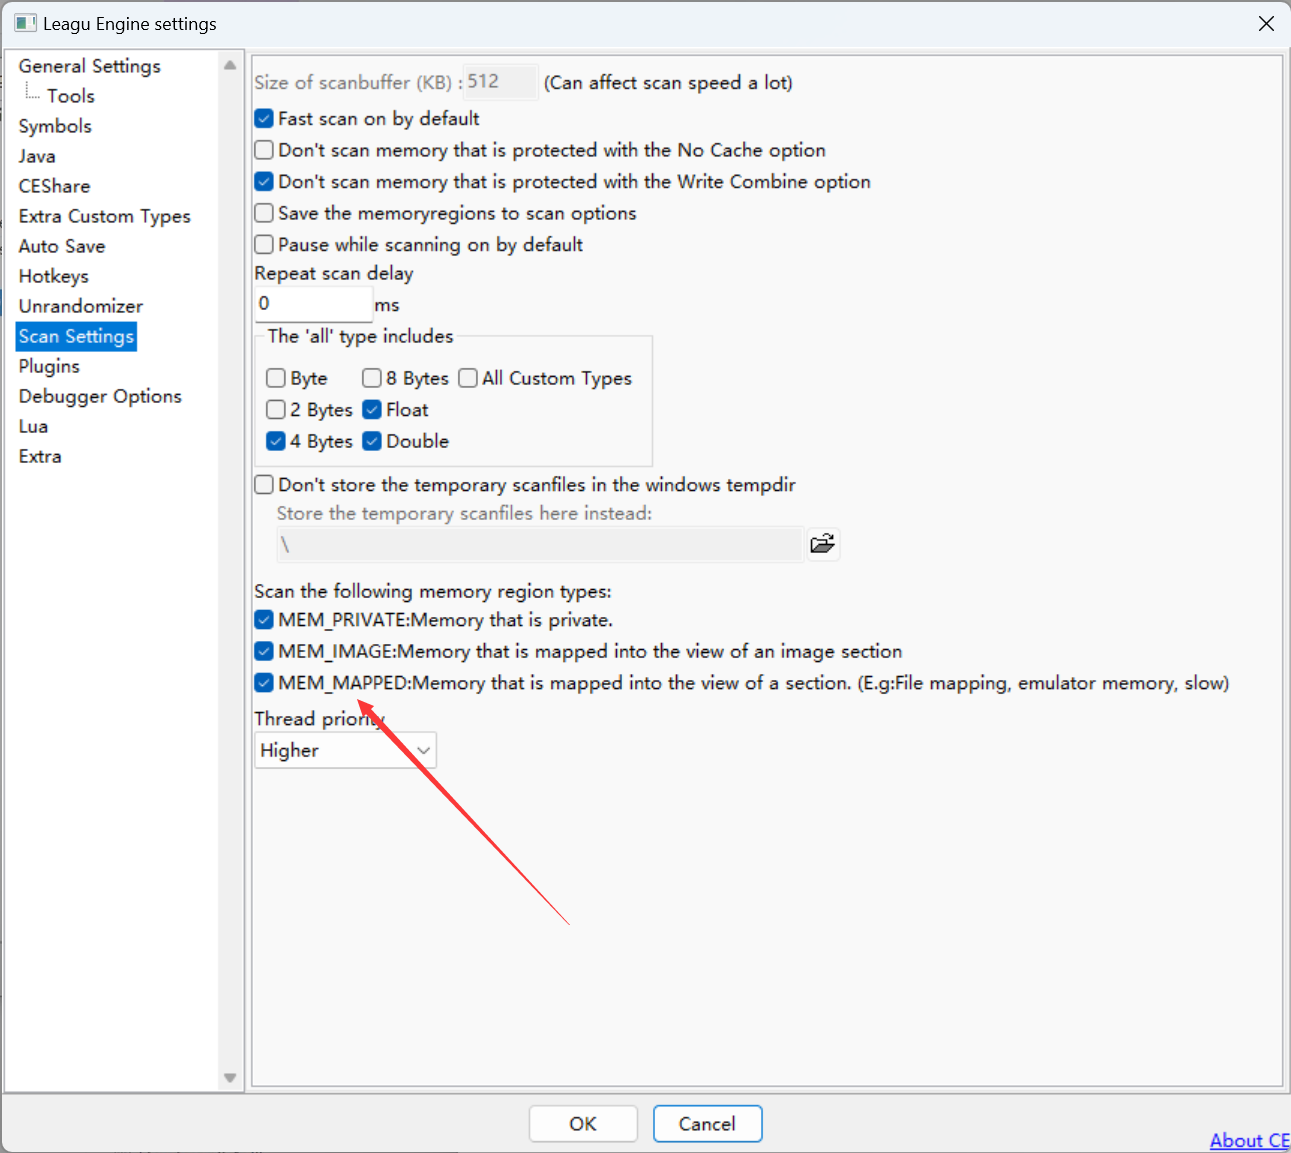 Leagu Engine settings
General Settings
Tools
Symbols
Java
CEShare
Extra Custom Types
Auto Save
Hotkeys
Unrandomizer
Scan Settings
Plugins
Debugger Options
Lua
Extra
Size of scanbuffer (KB) : 512 (Can affect scan speed a lot)
Fast scan on by default
Don't scan memory that is protected with the No Cache option
Don't scan memory that is protected with the Write Combine option
Save the memoryregions to scan options
Pause while scanning on by default
Repeat scan delay
0 ms
The 'all' type includes
Byte 8 Bytes All Custom Types
2 Bytes Float
4 Bytes Double
Don't store the temporary scanfiles in the windows tempdir
Store the temporary scanfiles here instead:
\
Scan the following memory region types:
MEM_PRIVATE:Memory that is private.
MEM_IMAGE:Memory that is mapped into the view of an image section
MEM_MAPPED:Memory that is mapped into the view of a section. (E.g:File mapping, emulator memory, slow)
Thread priority
Higher
OK Cancel
About CE